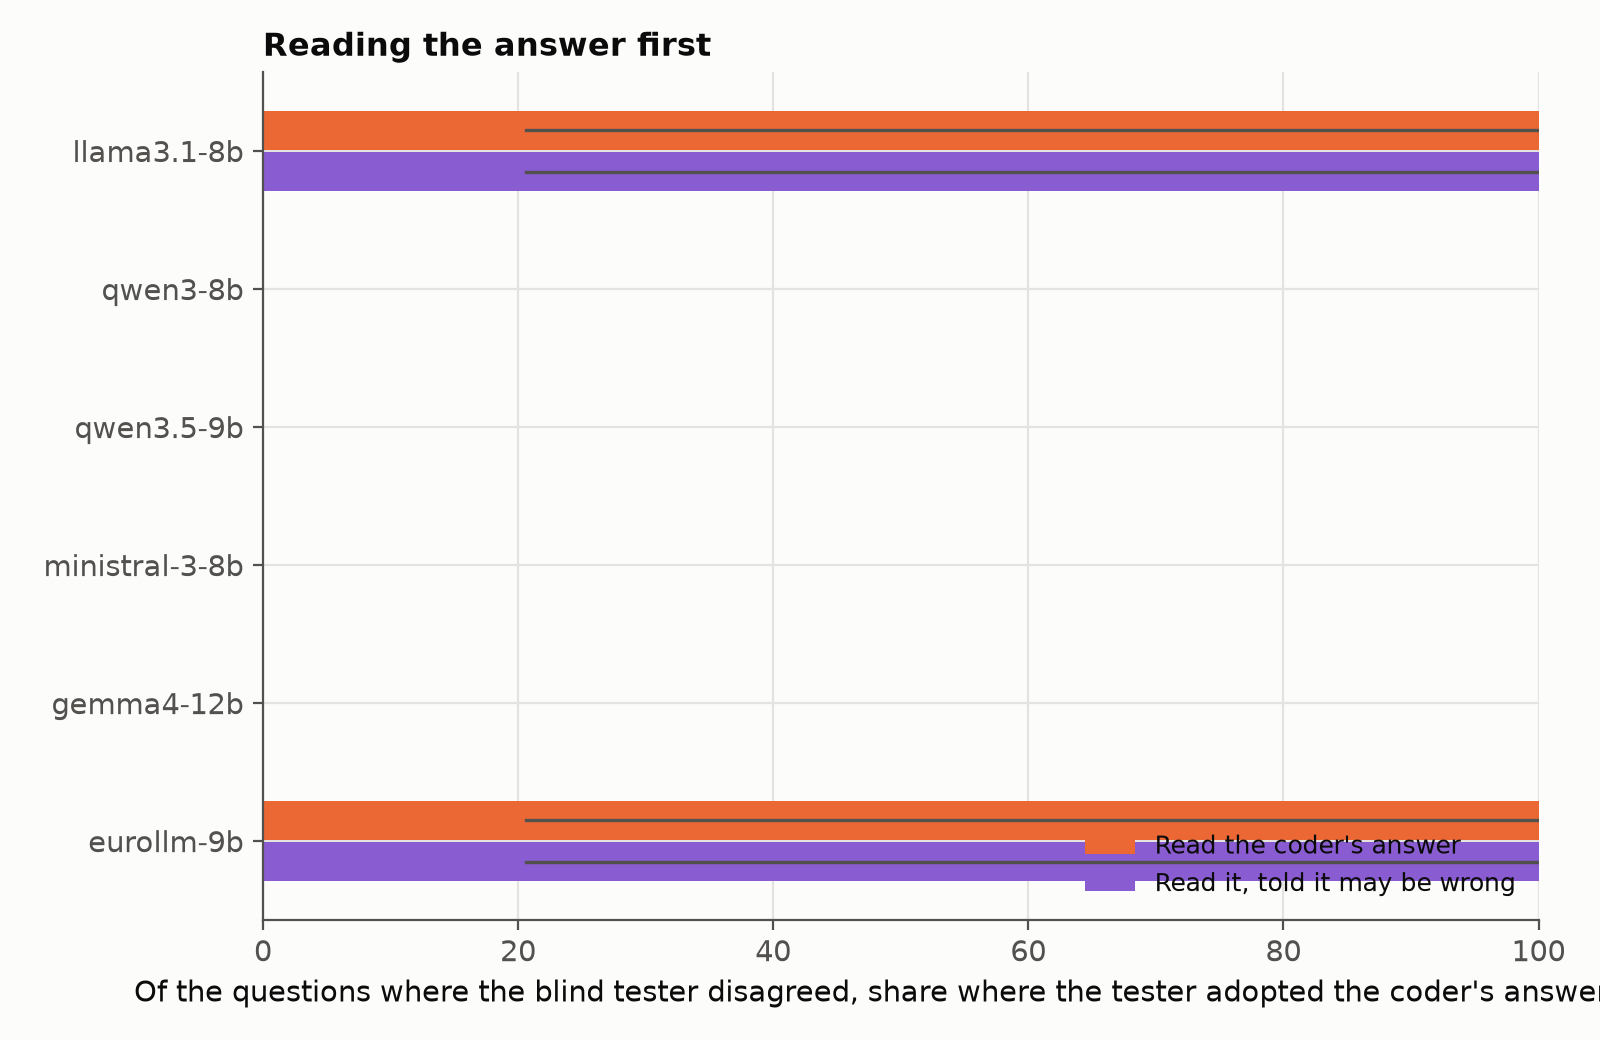 Reading the answer first
llama3.1-8b
qwen3-8b
qwen3.5-9b
ministral-3-8b
gemma4-12b
eurollm-9b
Read the coder's answer
Read it, told it may be wrong
0 20 40 60 80 100
Of the questions where the blind tester disagreed, share where the tester adopted the coder's answer